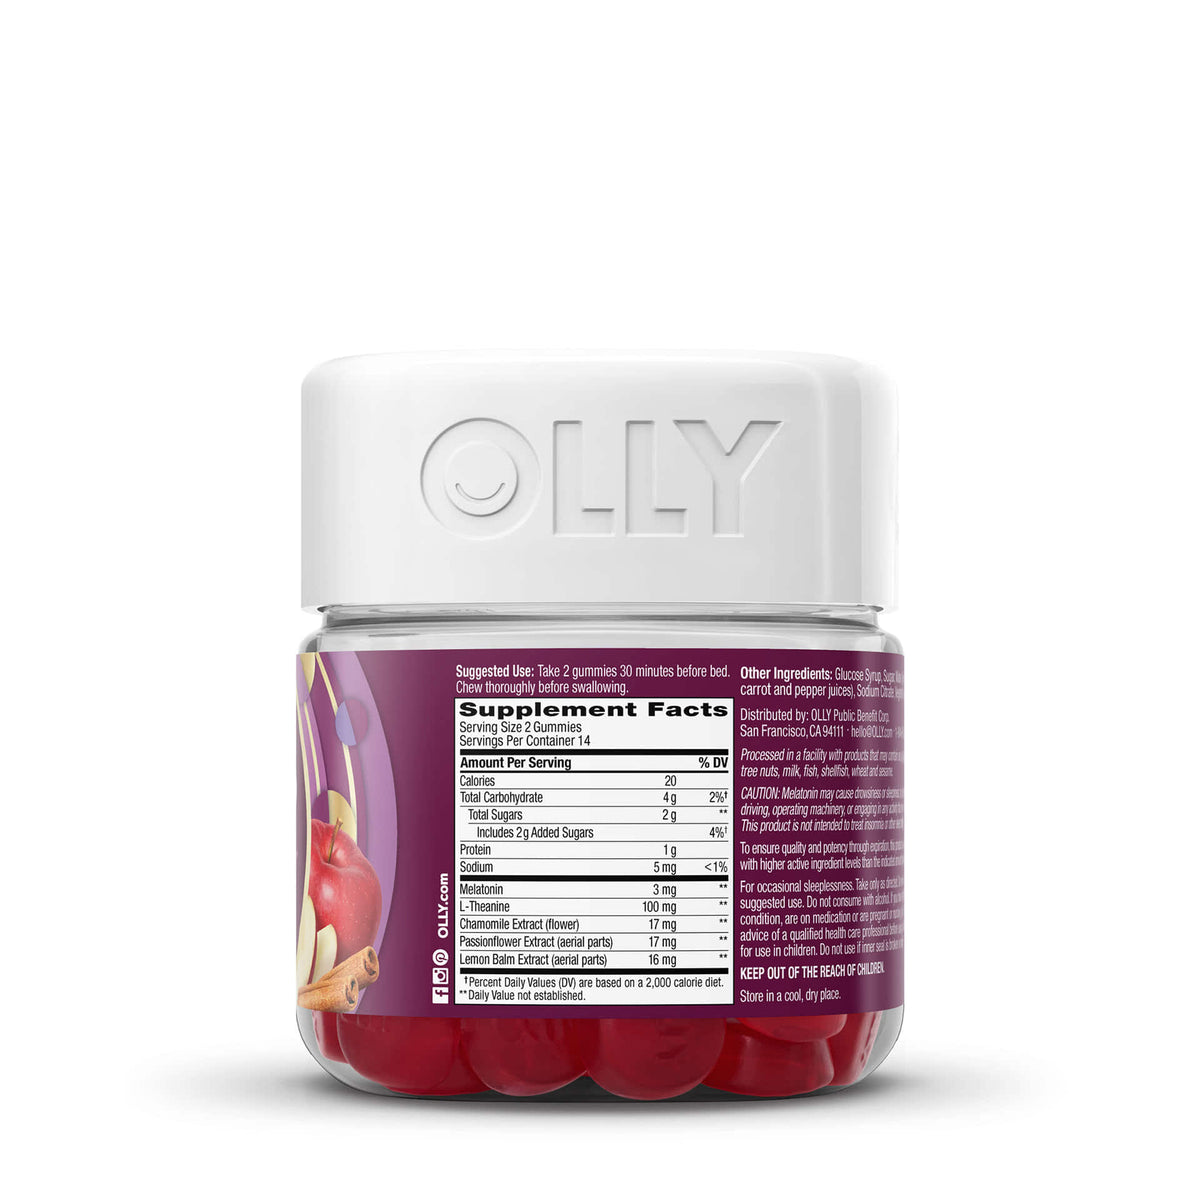 OLLY
Suggested Use: Take 2 gummies 30 minutes before bed.
Chew thoroughly before swallowing.
Supplement Facts
Serving Size 2 Gummies
Servings Per Container 14
Amount Per Serving % DV
Calories 20
Total Carbohydrate 4 g 2%†
Total Sugars 2 g **
Includes 2 g Added Sugars 4%†
Protein 1 g
Sodium 5 mg <1%
Melatonin 3 mg **
L-Theanine 100 mg **
Chamomile Extract (flower) 17 mg **
Passionflower Extract (aerial parts) 17 mg **
Lemon Balm Extract (aerial parts) 16 mg **
†Percent Daily Values (DV) are based on a 2,000 calorie diet.
**Daily Value not established.
OLLY.com
Other Ingredients: Glucose Syrup, Sugar,
carrot and pepper juices), Sodium Citrate,
Distributed by: OLLY Public Benefit Corp.
San Francisco, CA 94111 · hello@OLLY.com
Processed in a facility with products that may
tree nuts, milk, fish, shellfish, wheat and sesame.
CAUTION: Melatonin may cause drowsiness or
driving, operating machinery, or engaging in any
This product is not intended to treat insomnia or other
To ensure quality and potency through expiration, this
with higher active ingredient levels than the indicated
For occasional sleeplessness. Take only as directed.
suggested use. Do not consume with alcohol. If you
condition, are on medication or are pregnant or
advice of a qualified health care professional before
for use in children. Do not use if inner seal is broken
KEEP OUT OF THE REACH OF CHILDREN.
Store in a cool, dry place.